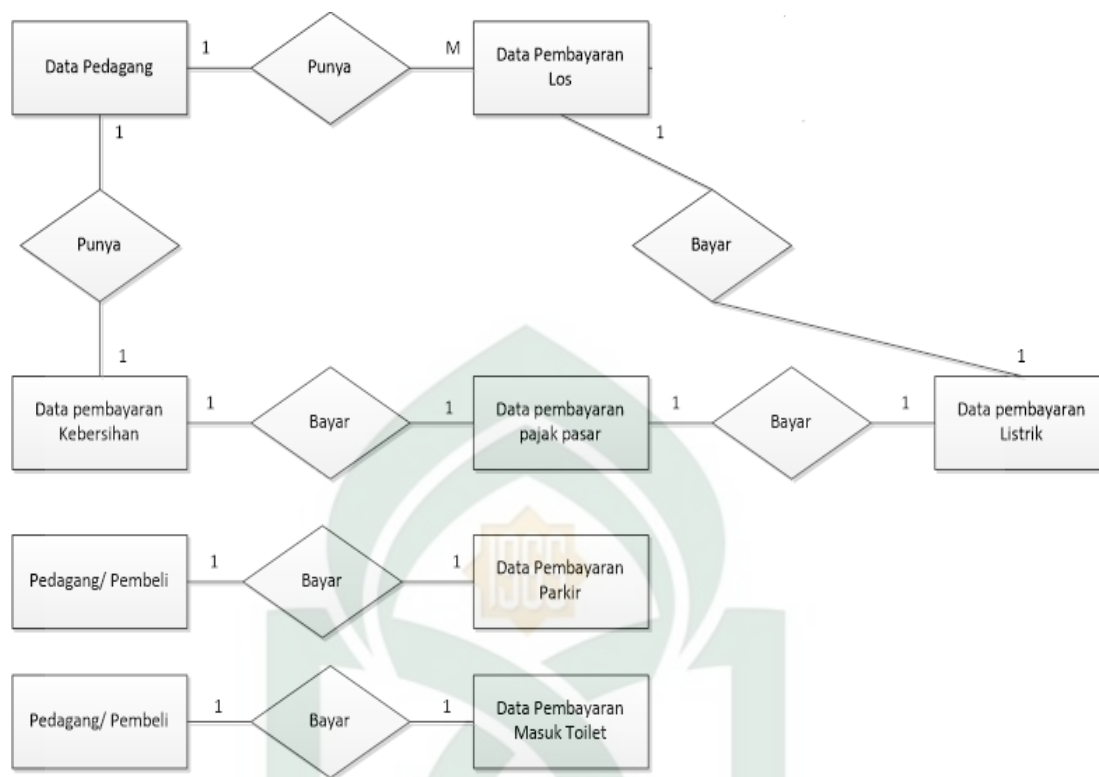 Data Pedagang
1
Punya
M
Data Pembayaran
Los
1
1
Punya
Bayar
1
1
Data pembayaran
Kebersihan
1
Bayar
1
Data pembayaran
pajak pasar
1
Bayar
1
Data pembayaran
Listrik
Pedagang/ Pembeli
1
Bayar
1
Data Pembayaran
Parkir
Pedagang/ Pembeli
1
Bayar
1
Data Pembayaran
Masuk Toilet